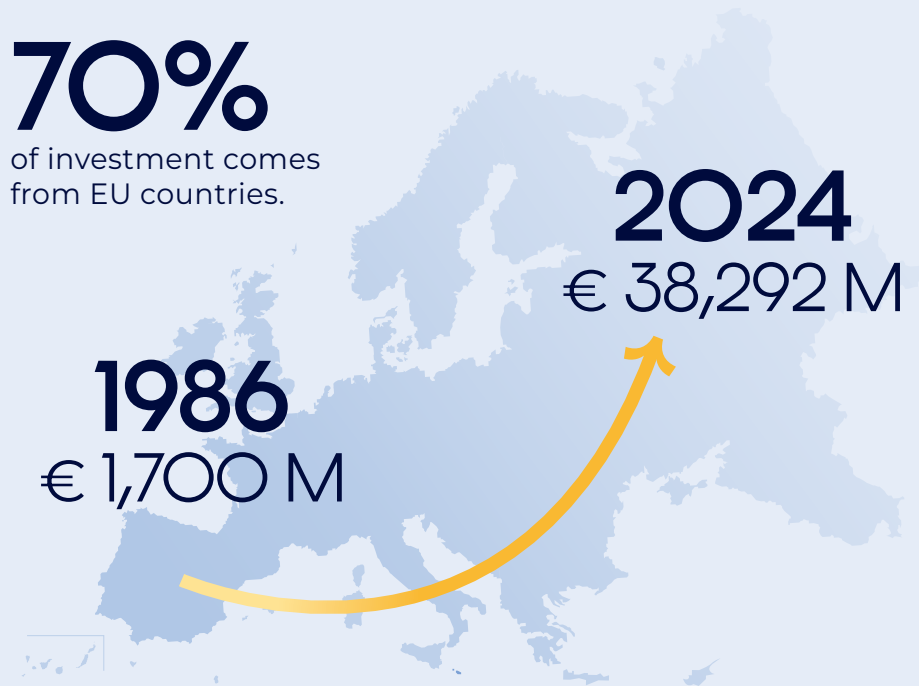 70%
of investment comes
from EU countries.
2024
€ 38,292 M
1986
€ 1,700 M